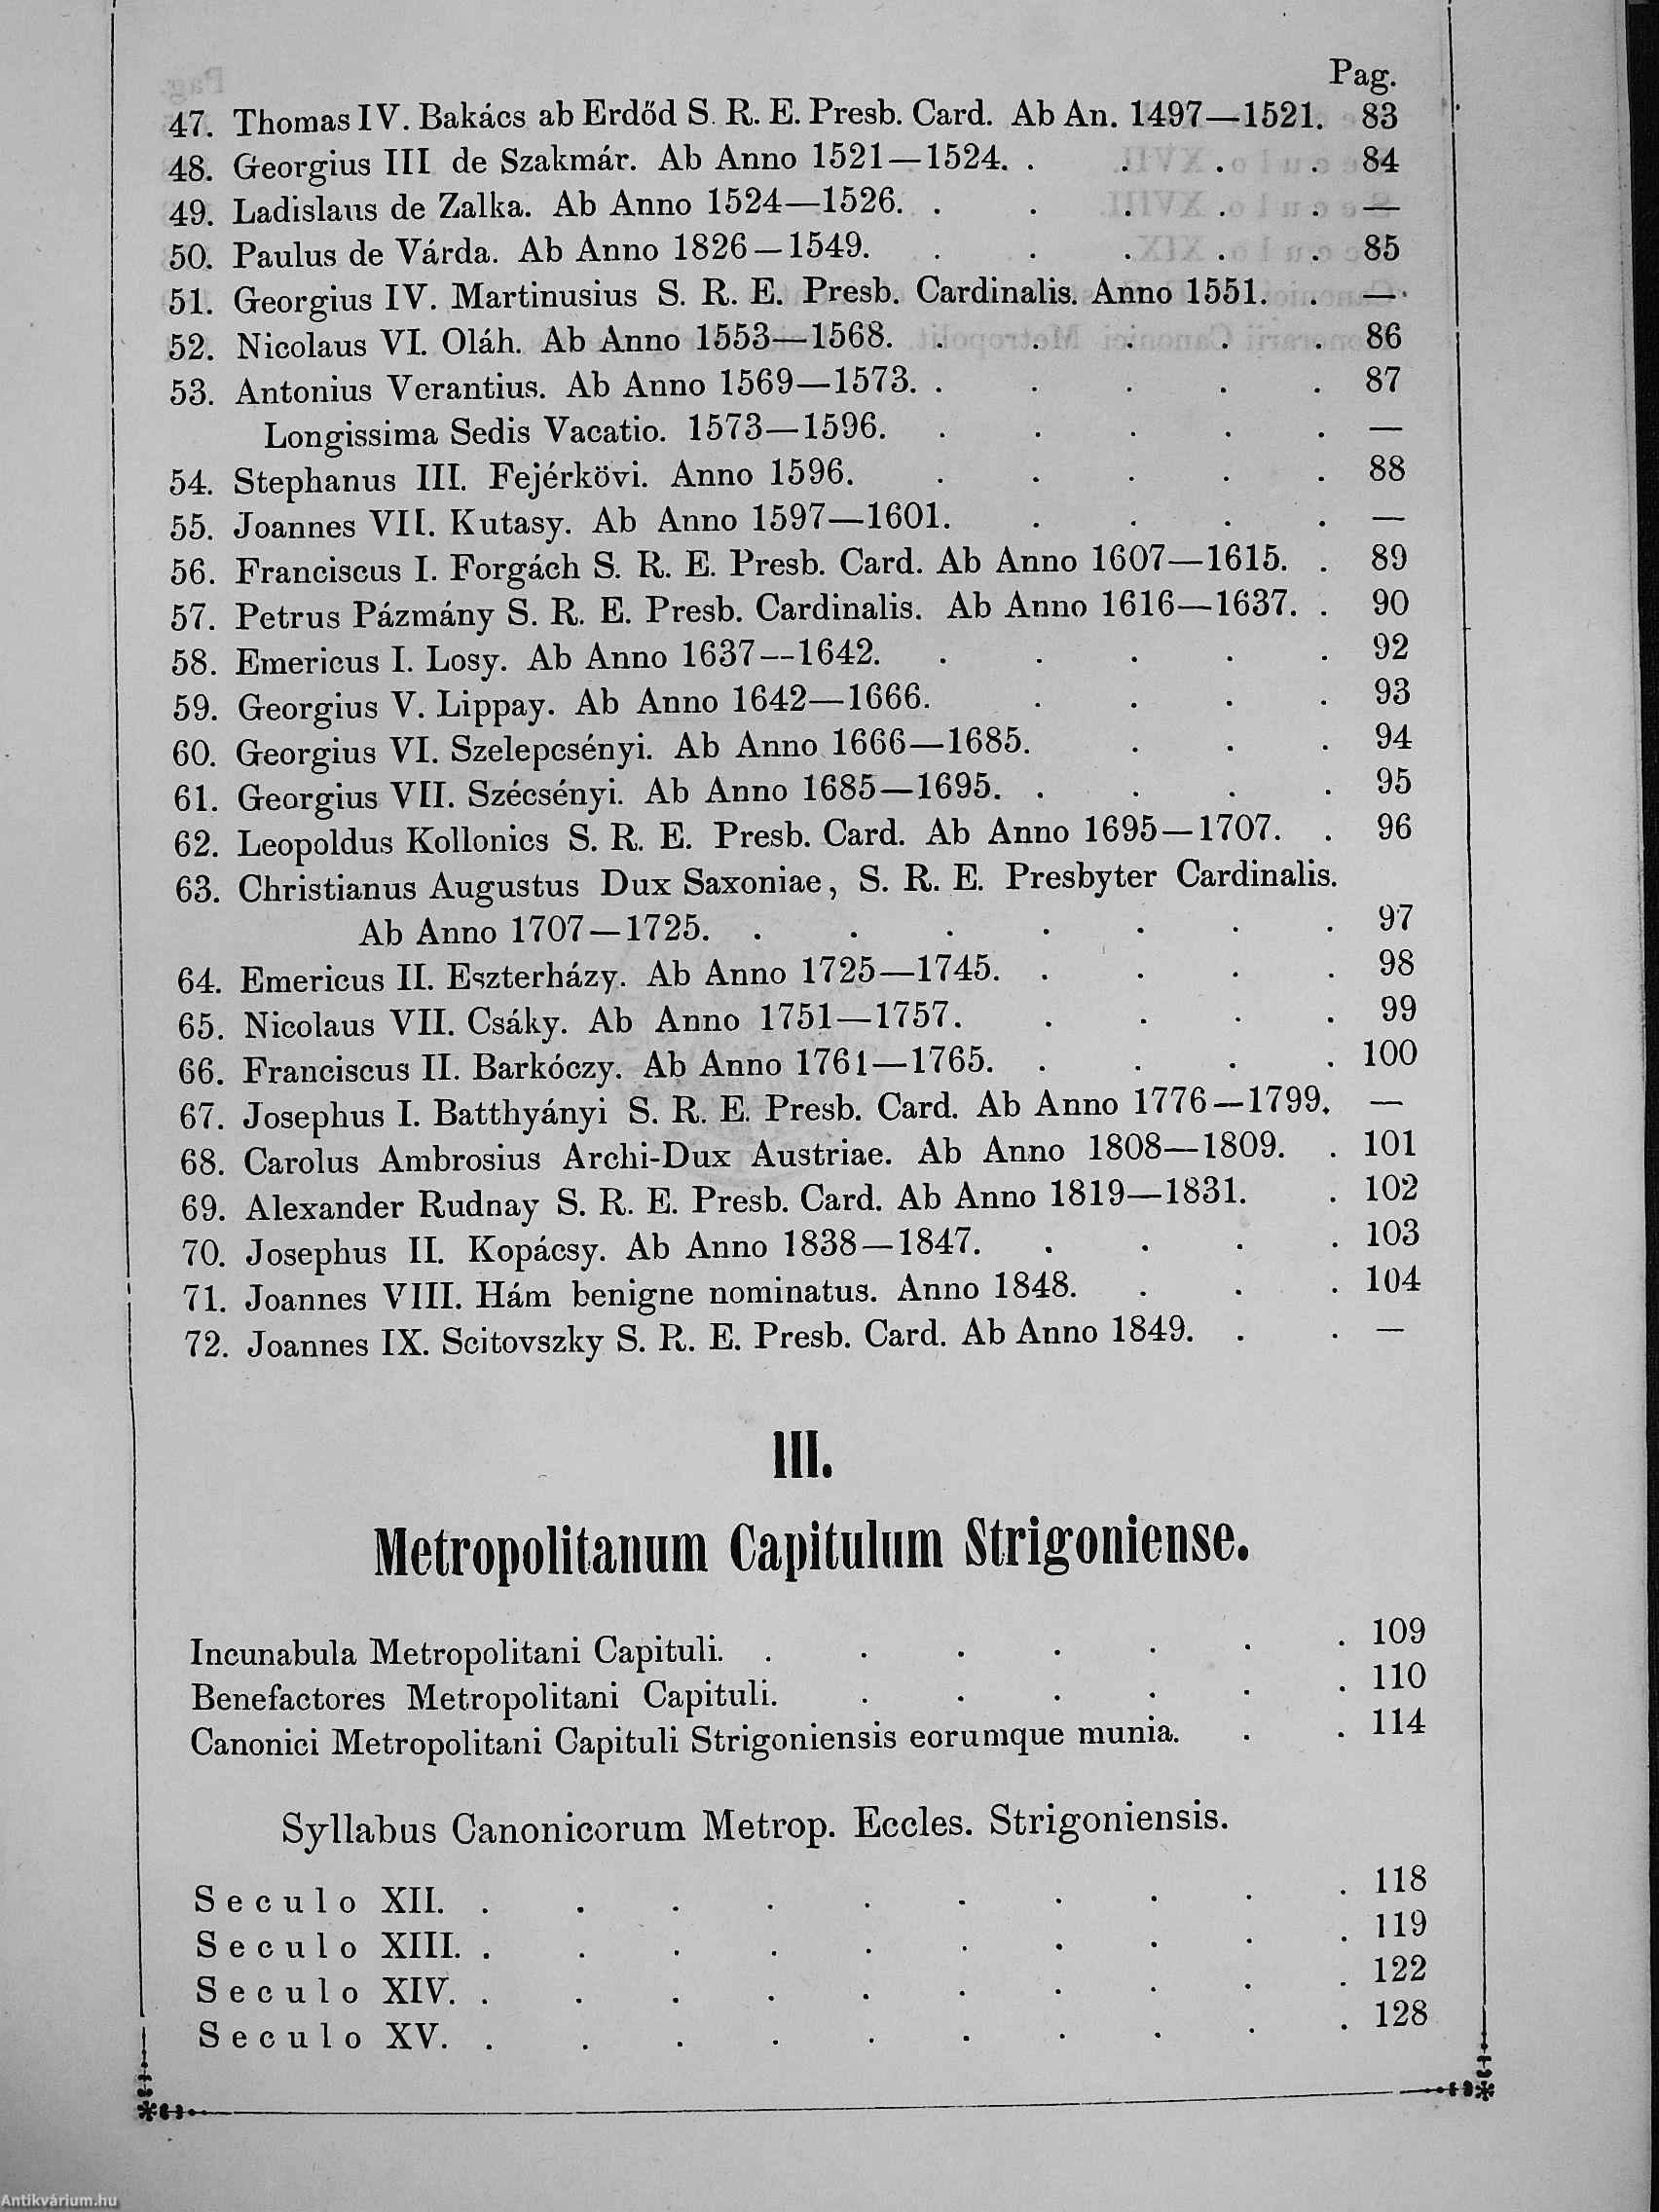 Pag.
47. Thomas IV. Bakács ab Erdőd S. R. E. Presb. Card. Ab An. 1497—1521. 83
48. Georgius III de Szakmár. Ab Anno 1521—1524. . . . . 84
49. Ladislaus de Zalka. Ab Anno 1524—1526. . . . . . —
50. Paulus de Várda. Ab Anno 1826—1549. . . . . . 85
51. Georgius IV. Martinusius S. R. E. Presb. Cardinalis. Anno 1551. . —
52. Nicolaus VI. Oláh. Ab Anno 1553—1568. . . . . . 86
53. Antonius Verantius. Ab Anno 1569—1573. . . . . . 87
Longissima Sedis Vacatio. 1573—1596. . . . . . —
54. Stephanus III. Fejérkövi. Anno 1596. . . . . . 88
55. Joannes VII. Kutasy. Ab Anno 1597—1601. . . . . —
56. Franciscus I. Forgách S. R. E. Presb. Card. Ab Anno 1607—1615. . 89
57. Petrus Pázmány S. R. E. Presb. Cardinalis. Ab Anno 1616—1637. . 90
58. Emericus I. Losy. Ab Anno 1637—1642. . . . . . 92
59. Georgius V. Lippay. Ab Anno 1642—1666. . . . . 93
60. Georgius VI. Szelepcsényi. Ab Anno 1666—1685. . . . 94
61. Georgius VII. Szécsényi. Ab Anno 1685—1695. . . . . 95
62. Leopoldus Kollonics S. R. E. Presb. Card. Ab Anno 1695—1707. . 96
63. Christianus Augustus Dux Saxoniae, S. R. E. Presbyter Cardinalis.
Ab Anno 1707—1725. . . . . . . . 97
64. Emericus II. Eszterházy. Ab Anno 1725—1745. . . . . 98
65. Nicolaus VII. Csáky. Ab Anno 1751—1757. . . . . 99
66. Franciscus II. Barkóczy. Ab Anno 1761—1765. . . . . 100
67. Josephus I. Batthyányi S. R. E. Presb. Card. Ab Anno 1776—1799. —
68. Carolus Ambrosius Archi-Dux Austriae. Ab Anno 1808—1809. . 101
69. Alexander Rudnay S. R. E. Presb. Card. Ab Anno 1819—1831. . 102
70. Josephus II. Kopácsy. Ab Anno 1838—1847. . . . . 103
71. Joannes VIII. Hám benigne nominatus. Anno 1848. . . . 104
72. Joannes IX. Scitovszky S. R. E. Presb. Card. Ab Anno 1849. . . —
III.
Metropolitanum Capitulum Strigoniense.
Incunabula Metropolitani Capituli. . . . . . . . 109
Benefactores Metropolitani Capituli. . . . . . . 110
Canonici Metropolitani Capituli Strigoniensis eorumque munia. . . 114
Syllabus Canonicorum Metrop. Eccles. Strigoniensis.
Seculo XII. . . . . . . . . . . 118
Seculo XIII. . . . . . . . . . . 119
Seculo XIV. . . . . . . . . . . 122
Seculo XV. . . . . . . . . . . 128
Antikvárium.hu